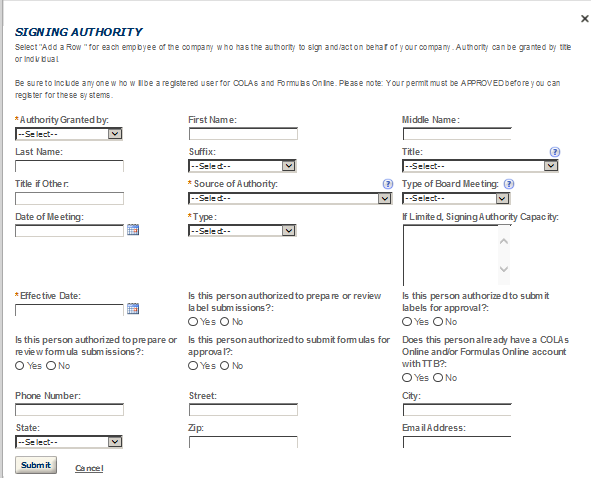 SIGNING AUTHORITY
Select "Add a Row " for each employee of the company who has the authority to sign and/act on behalf of your company. Authority can be granted by title
or Individual.
Be sure to include anyone who will be a registered user for COLAs and Formulas Online. Please note: Your permit must be APPROVED before you can
register for these systems.
*Authority Granted by: First Name: Middle Name:
--Select--
Last Name: Suffix: Title: ?
--Select-- --Select--
Title if Other: * Source of Authority: ? Type of Board Meeting: ?
--Select-- --Select--
Date of Meeting: *Type: If Limited, Signing Authority Capacity:
--Select--
*Effective Date: Is this person authorized to prepare or review Is this person authorized to submit
label submissions?: labels for approval?:
Yes No Yes No
Is this person authorized to prepare or Is this person authorized to submit formulas for Does this person already have a COLAs
review formula submissions?: approval?: Online and/or Formulas Online account
Yes No Yes No with TTB?:
Yes No
Phone Number: Street: City:
State: Zip: Email Address:
--Select--
Submit Cancel